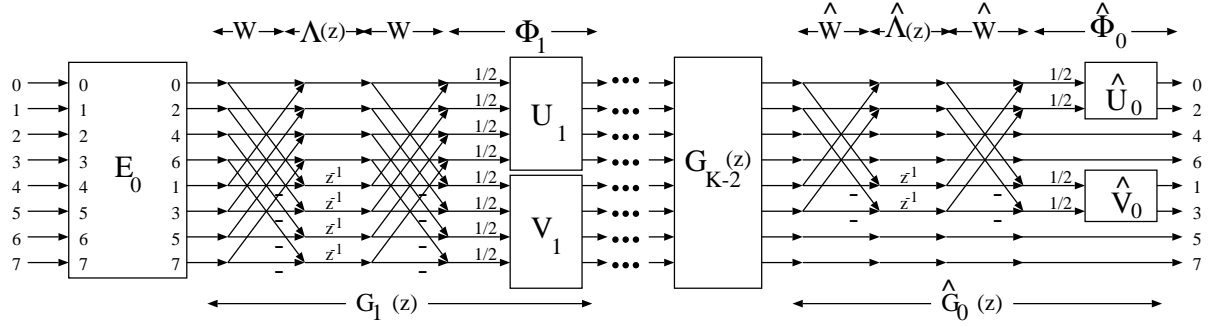 W Λ(z) W Φ1 Ŵ Λ̂(z) Ŵ Φ̂0
0 0 0 1/2 1/2 0
1 1 2 1/2 1/2 Û0 2
2 2 4 1/2 U1 4
3 3 6 1/2 6
4 E0 4 1 z-1 1/2 GK-2(z) - z-1 - 1/2 1
5 5 3 - z-1 - 1/2 - z-1 - 1/2 V̂0 3
6 6 5 - z-1 - 1/2 V1 5
7 7 7 - z-1 - 1/2 7
G1(z) Ĝ0(z)